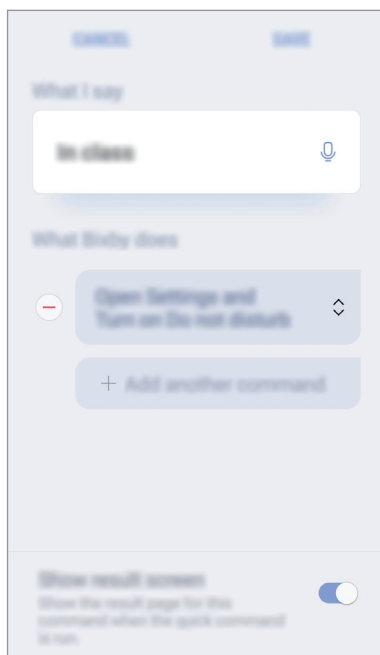 CANCEL
SAVE
What I say
In class
What Bixby does
Open Settings and
Turn on Do not disturb
+ Add another command
Show result screen
Show the result page for this
command when the quick command
is run.